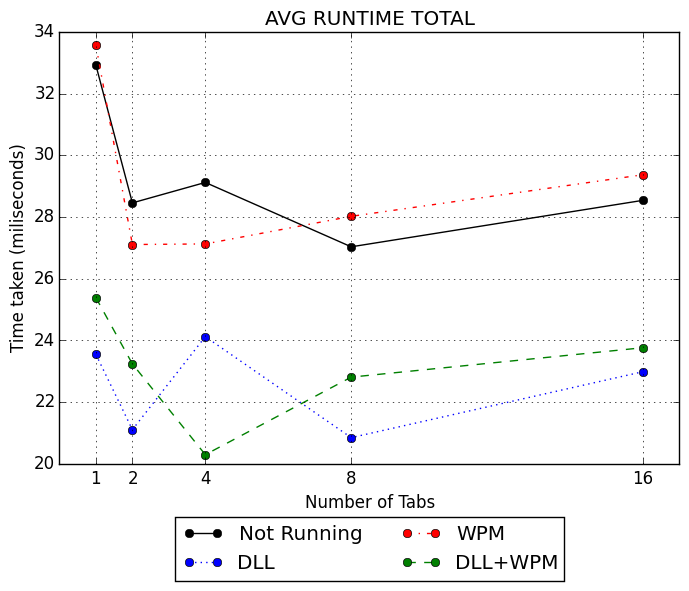 AVG RUNTIME TOTAL
34
32
30
28
26
24
22
20
Time taken (miliseconds)
1 2 4 8 16
Number of Tabs
Not Running WPM
DLL DLL+WPM